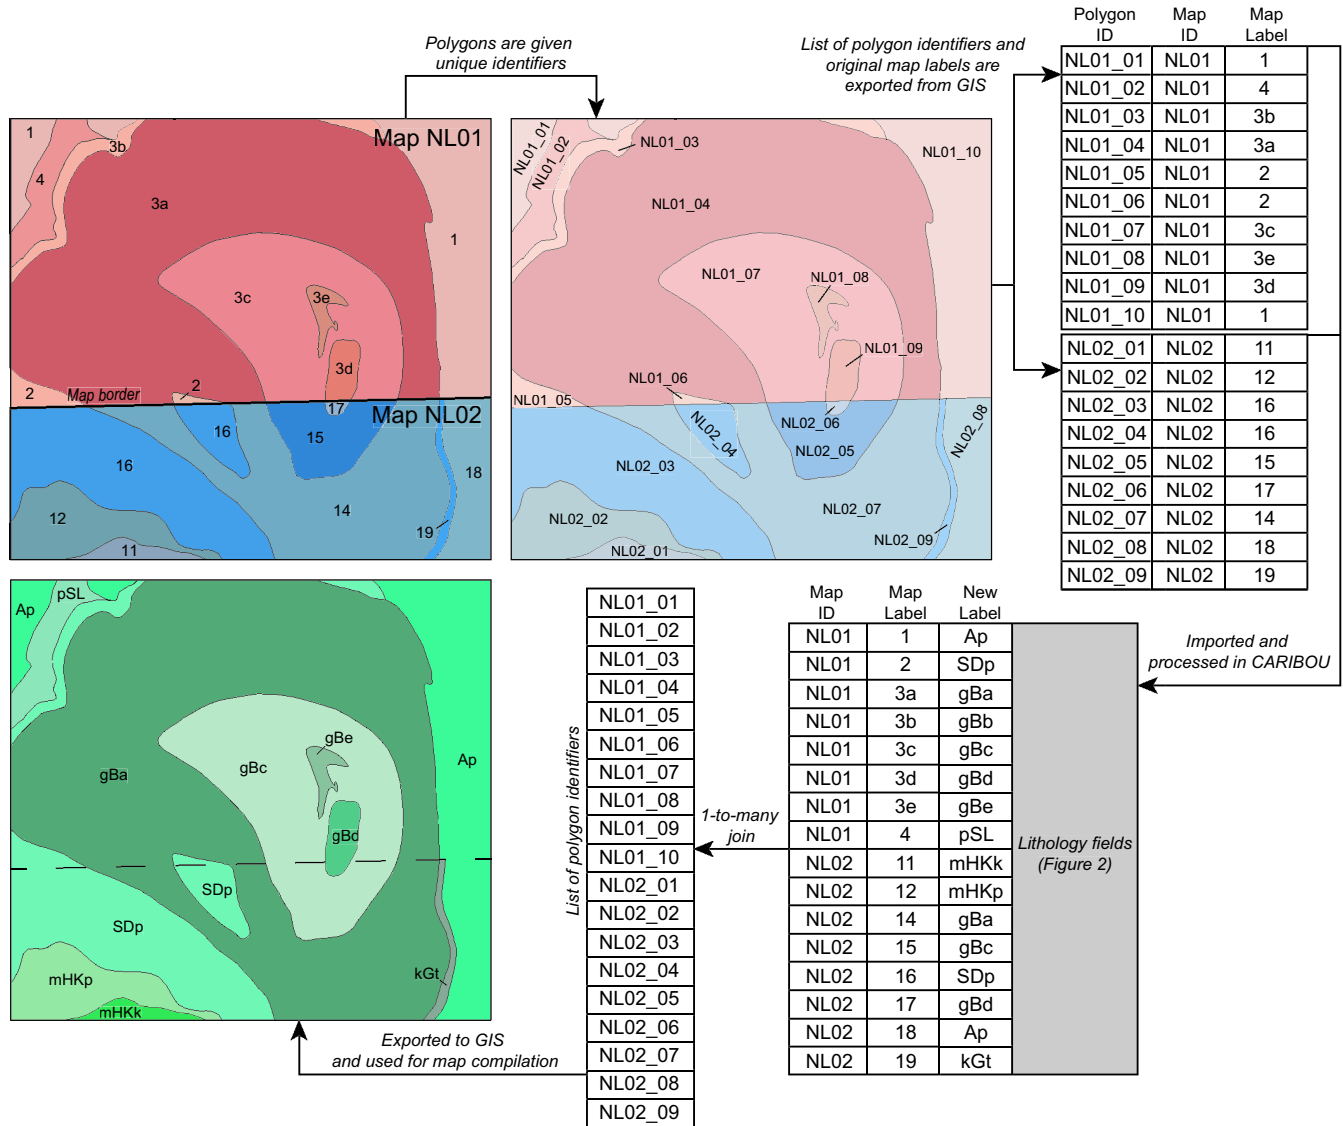 Polygons are given
unique identifiers
List of polygon identifiers and
original map labels are
exported from GIS
Polygon ID Map ID Map Label
NL01_01 NL01 1
NL01_02 NL01 4
NL01_03 NL01 3b
NL01_04 NL01 3a
NL01_05 NL01 2
NL01_06 NL01 2
NL01_07 NL01 3c
NL01_08 NL01 3e
NL01_09 NL01 3d
NL01_10 NL01 1
NL02_01 NL02 11
NL02_02 NL02 12
NL02_03 NL02 16
NL02_04 NL02 16
NL02_05 NL02 15
NL02_06 NL02 17
NL02_07 NL02 14
NL02_08 NL02 18
NL02_09 NL02 19
1
3b
Map NL01
4
3a
1
3c
3e
3d
2
2
Map border
17
Map NL02
16
15
16
18
14
12
19
11
NL01_01
NL01_02
NL01_03
NL01_10
NL01_04
NL01_07
NL01_08
NL01_09
NL01_06
NL01_05
NL02_06
NL02_08
NL02_04
NL02_05
NL02_03
NL02_07
NL02_02
NL02_09
NL02_01
Imported and
processed in CARIBOU
Map ID Map Label New Label
NL01 1 Ap
NL01 2 SDp
NL01 3a gBa
NL01 3b gBb
NL01 3c gBc
NL01 3d gBd
NL01 3e gBe
NL01 4 pSL
NL02 11 mHKk
NL02 12 mHKp
NL02 14 gBa
NL02 15 gBc
NL02 16 SDp
NL02 17 gBd
NL02 18 Ap
NL02 19 kGt
Lithology fields
(Figure 2)
1-to-many
join
List of polygon identifiers
NL01_01
NL01_02
NL01_03
NL01_04
NL01_05
NL01_06
NL01_07
NL01_08
NL01_09
NL01_10
NL02_01
NL02_02
NL02_03
NL02_04
NL02_05
NL02_06
NL02_07
NL02_08
NL02_09
Exported to GIS
and used for map compilation
Ap
pSL
gBe
Ap
gBa
gBc
gBd
SDp
SDp
mHKp
kGt
mHKk